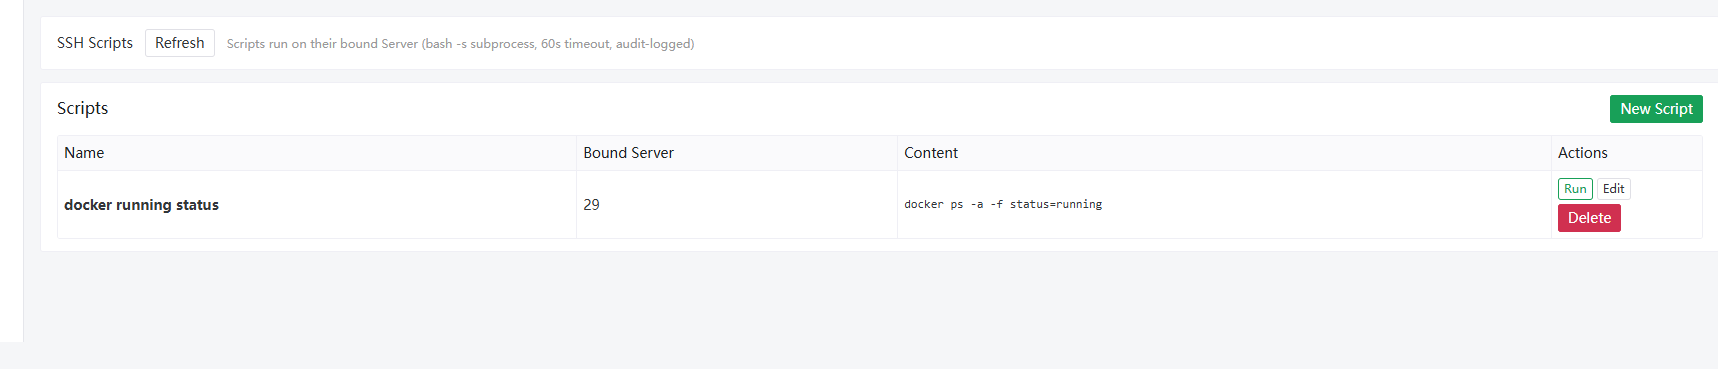 SSH Scripts Refresh Scripts run on their bound Server (bash -s subprocess, 60s timeout, audit-logged)
Scripts New Script
Name Bound Server Content Actions
docker running status 29 docker ps -a -f status=running Run Edit
Delete